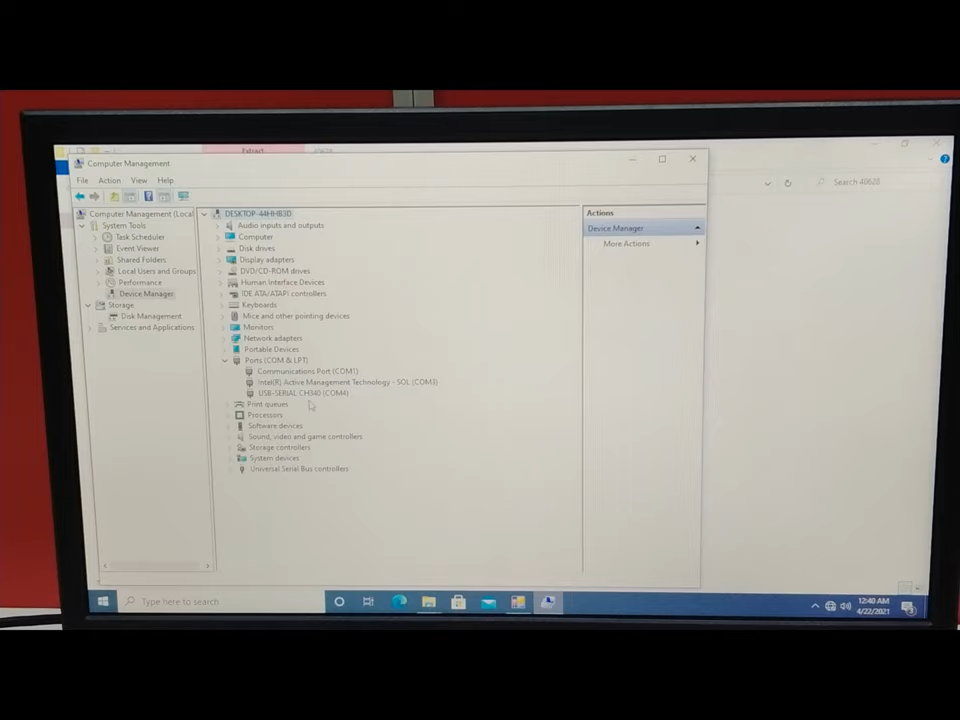 Extract
40628
Computer Management
File Action View Help
Search 40628
Computer Management (Local
System Tools
Task Scheduler
Event Viewer
Shared Folders
Local Users and Groups
Performance
Device Manager
Storage
Disk Management
Services and Applications
Audio inputs and outputs
Computer
Disk drives
Display adapters
DVD/CD-ROM drives
Human Interface Devices
IDE ATA/ATAPI controllers
Keyboards
Mice and other pointing devices
Monitors
Network adapters
Portable Devices
Ports (COM & LPT)
Communications Port (COM1)
Intel(R) Active Management Technology - SOL (COM3)
USB-SERIAL CH340 (COM4)
Print queues
Processors
Software devices
Sound, video and game controllers
Storage controllers
System devices
Universal Serial Bus controllers
Actions
Device Manager
More Actions
Type here to search
12:40 AM
4/22/2021